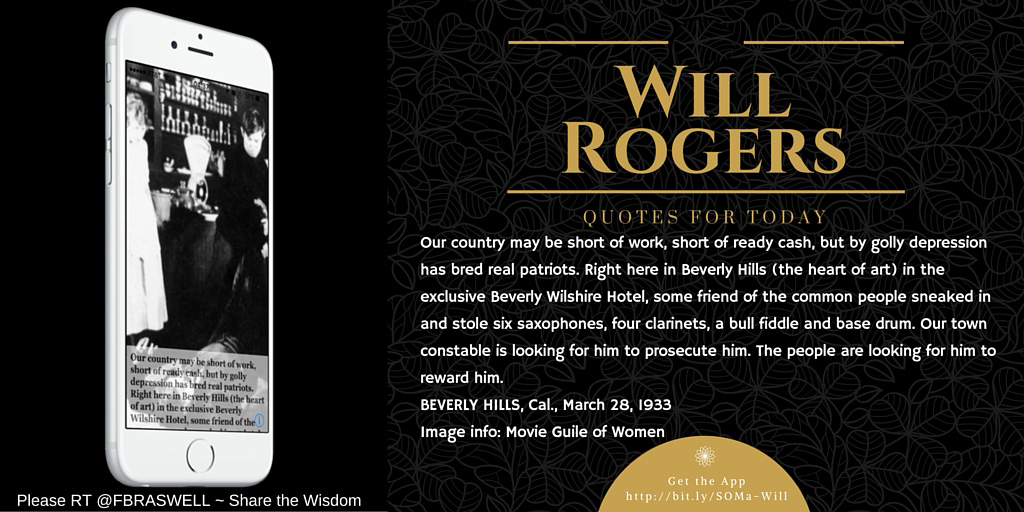 Our country may be short of work,
short of ready cash, but by golly
depression has bred real patriots.
Right here in Beverly Hills (the heart
of art) in the exclusive Beverly
Wilshire Hotel, some friend of the
Please RT @FBRASWELL ~ Share the Wisdom
WILL
ROGERS
QUOTES FOR TODAY
Our country may be short of work, short of ready cash, but by golly depression
has bred real patriots. Right here in Beverly Hills (the heart of art) in the
exclusive Beverly Wilshire Hotel, some friend of the common people sneaked in
and stole six saxophones, four clarinets, a bull fiddle and base drum. Our town
constable is looking for him to prosecute him. The people are looking for him to
reward him.
BEVERLY HILLS, Cal., March 28, 1933
Image info: Movie Guile of Women
Get the App
http://bit.ly/SOMa-Will